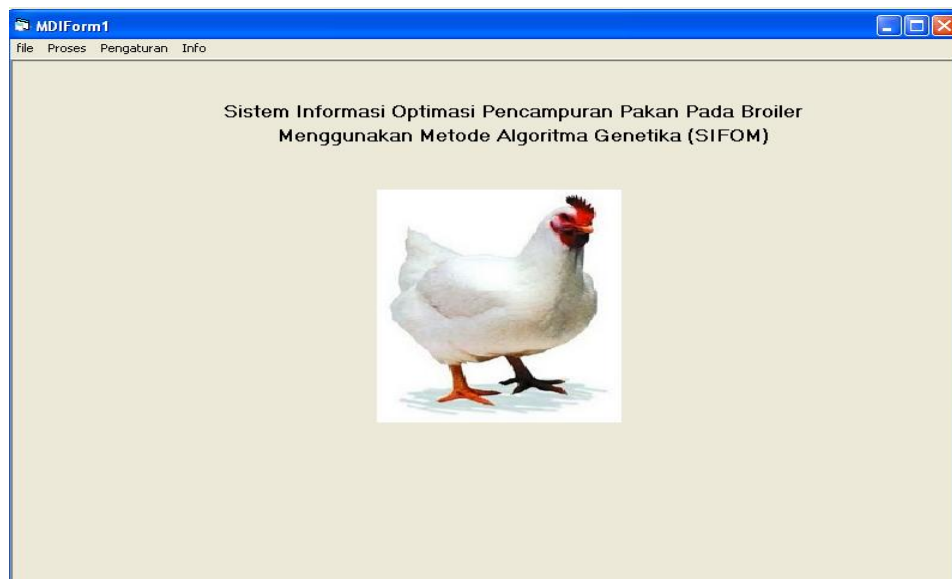 MDIForm1
file Proses Pengaturan Info
Sistem Informasi Optimasi Pencampuran Pakan Pada Broiler
Menggunakan Metode Algoritma Genetika (SIFOM)